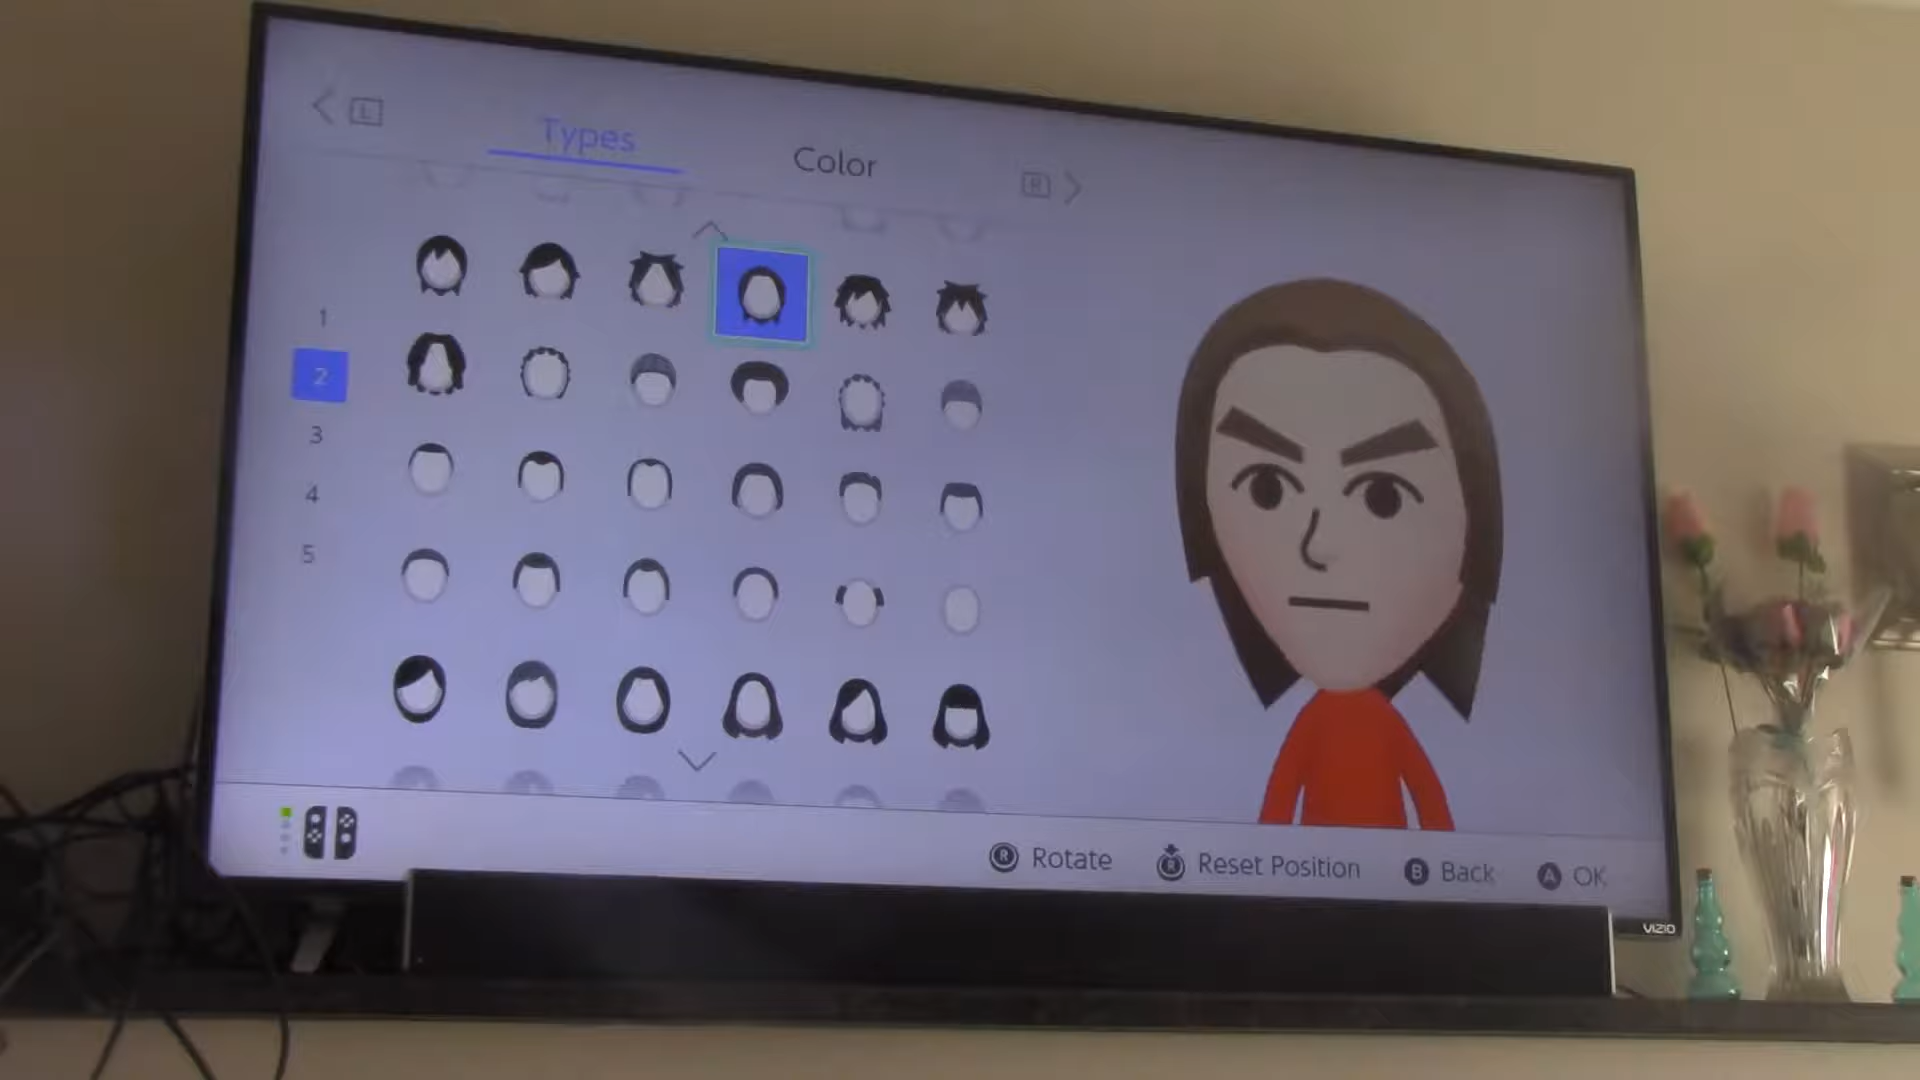 L
Types
Color
R
1
2
3
4
5
R Rotate
R Reset Position
B Back
A OK
VIZIO